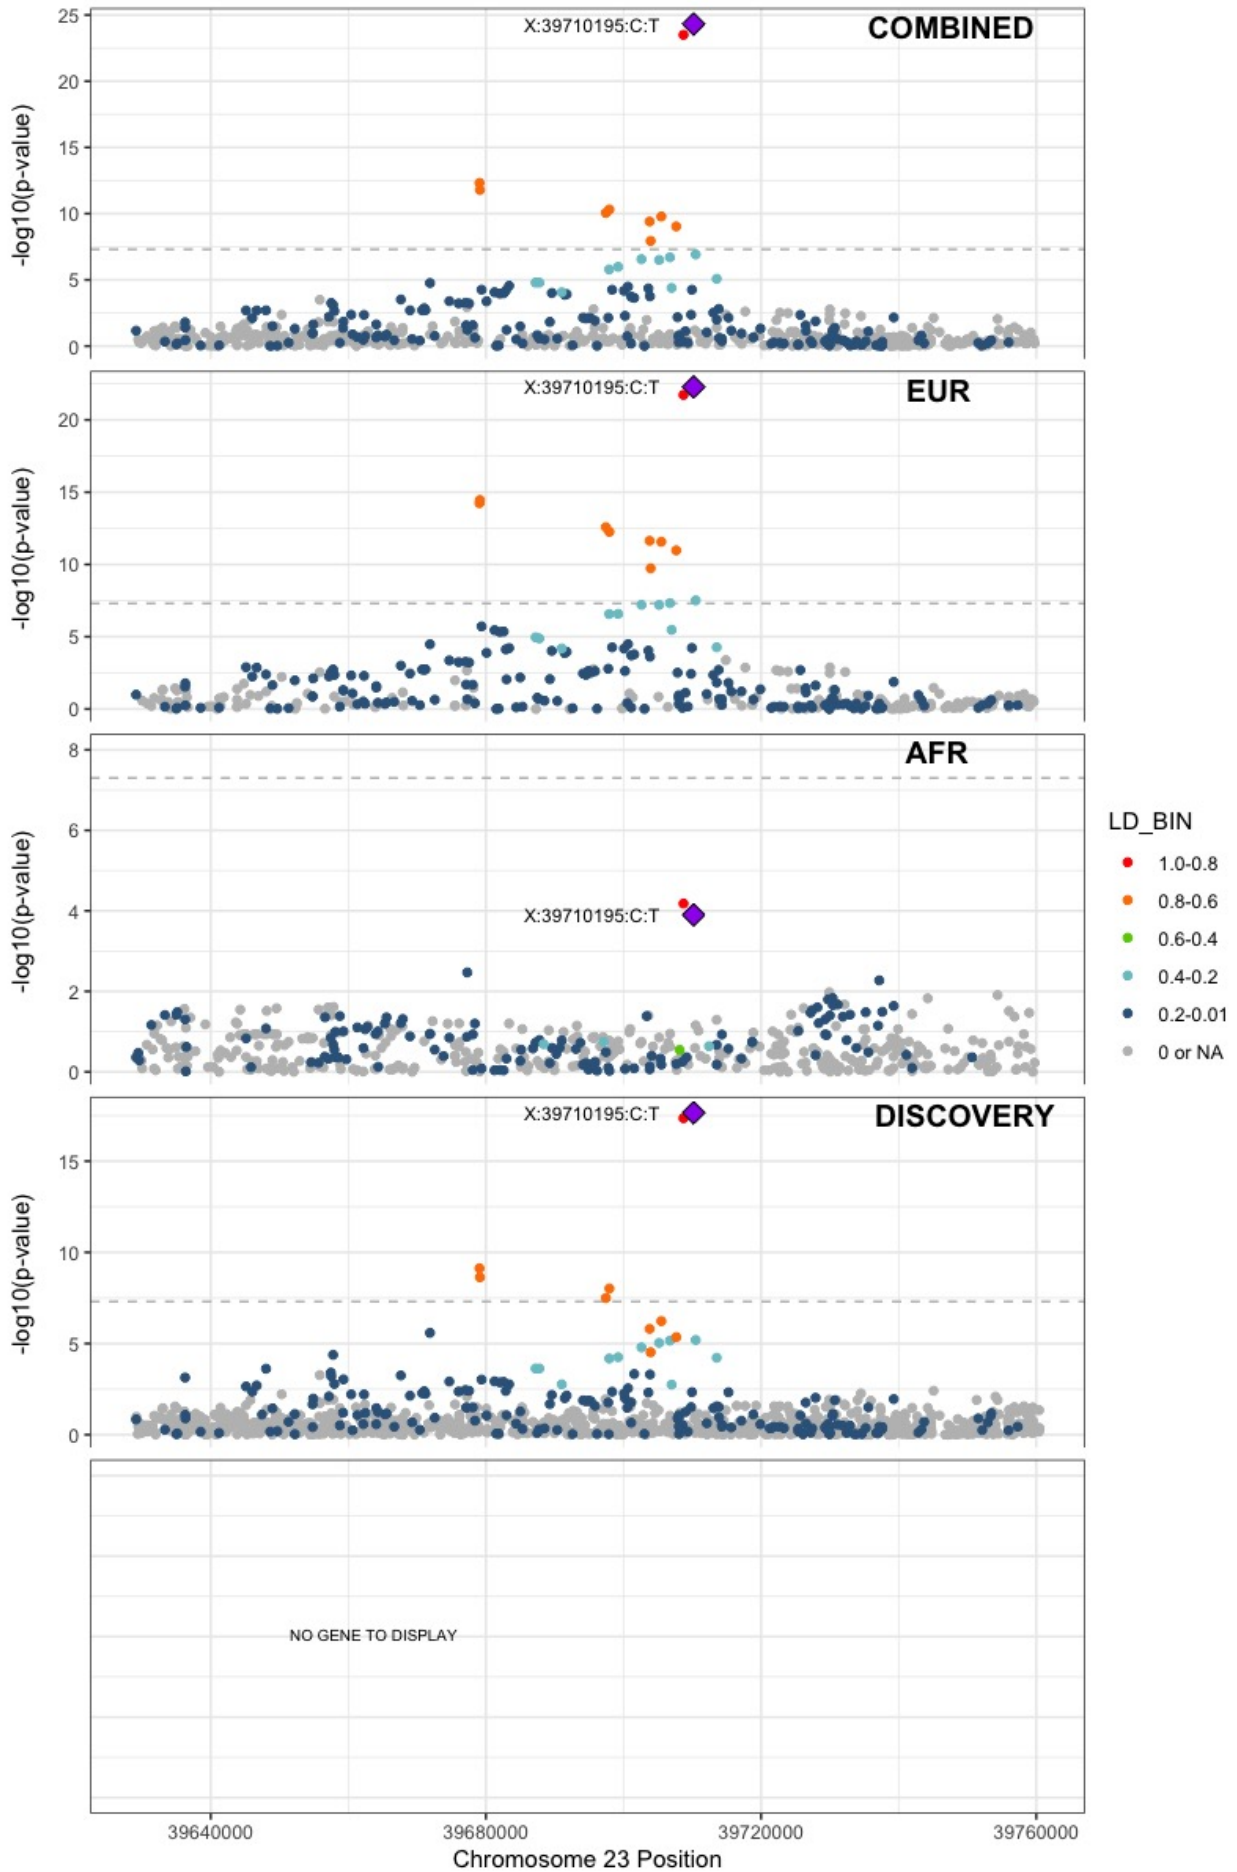 COMBINED
X:39710195:C:T
-log10(p-value)
25
20
15
10
5
0
EUR
X:39710195:C:T
-log10(p-value)
20
15
10
5
0
AFR
X:39710195:C:T
-log10(p-value)
8
6
4
2
0
LD_BIN
1.0-0.8
0.8-0.6
0.6-0.4
0.4-0.2
0.2-0.01
0 or NA
DISCOVERY
X:39710195:C:T
-log10(p-value)
15
10
5
0
NO GENE TO DISPLAY
39640000 39680000 39720000 39760000
Chromosome 23 Position